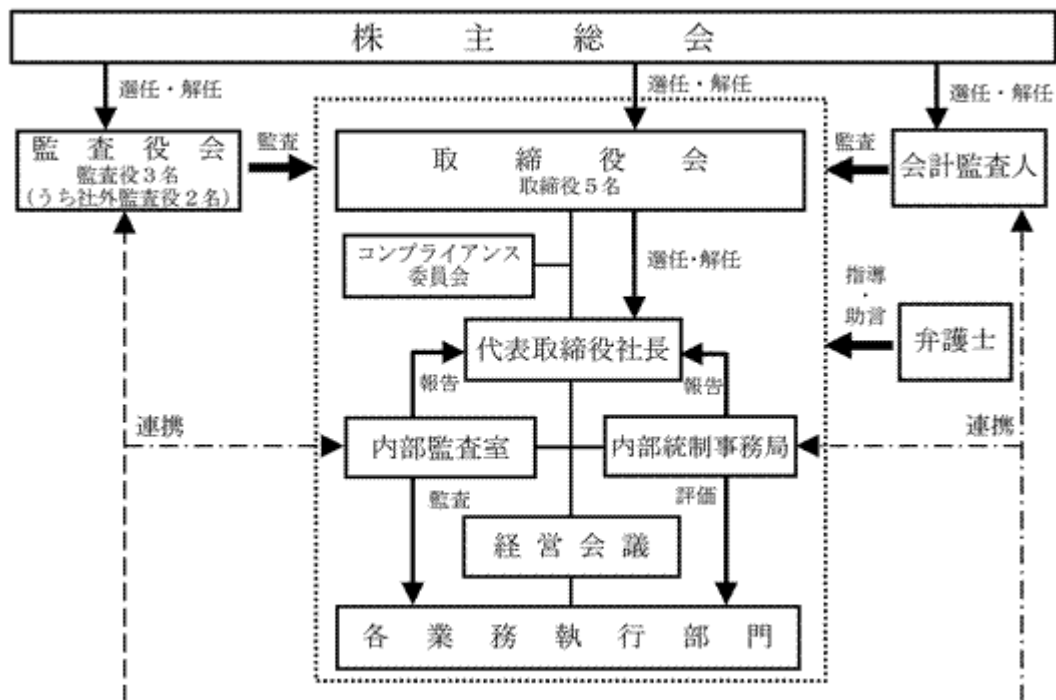 株主総会
選任・解任
選任・解任
選任・解任
監査役会
監査役3名
(うち社外監査役2名)
監査
取締役会
取締役5名
監査
会計監査人
コンプライアンス
委員会
選任・解任
指導
・
助言
弁護士
代表取締役社長
報告
報告
連携
内部監査室
内部統制事務局
連携
監査
評価
経営会議
各業務執行部門